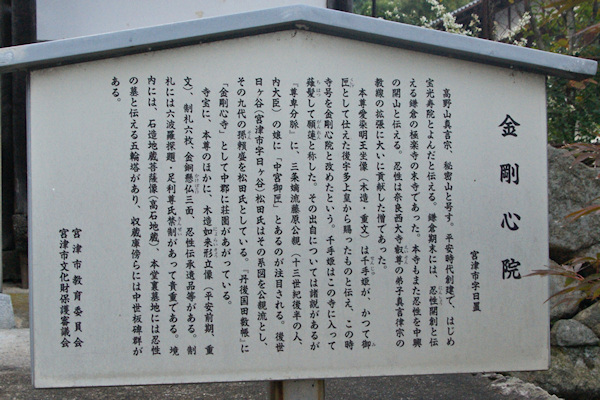 金剛心院
宮津市字日置
高野山真言宗、秘密山と号す。平安時代創建で、はじめ
宝光寿院とよんだと伝える。鎌倉期末には、忍性開創と伝
える鎌倉の極楽寺の末寺であった。本寺もまた忍性を中興
の開山と伝える。忍性は奈良西大寺叡尊の弟子真言律宗の
教線の拡張に大いに貢献した僧であった。
本尊愛染明王坐像(木造・重文)は千手姫が、かつて御
匣として仕えた後宇多上皇から賜ったものと伝え、この時
寺号を金剛心院と改めたという。千手姫はこの寺に入って
薙髪して願蓮と称した。その出自については諸説があるが
『尊卑分脈』に、三条嫡流藤原公親(十三世紀後半の人、
内大臣)の娘に「中宮御匣」とあるのが注目される。後世
日ヶ谷(宮津市字日ヶ谷)松田氏はその系図を公親流とし、
その九代の孫頼盛を松田氏としている。『丹後国田数帳』に
「金剛心寺」として中郡に荘園があがっている。
寺宝に、本尊のほかに、木造如来形立像(平安前期、重
文)、制札六枚、金銅懸仏三面、忍性伝承遺品等がある。制
札には六波羅探題・足利尊氏禁制があって貴重である。境
内には、石造地蔵菩薩像(高石地蔵)、本堂裏墓地には忍性
の墓と伝える五輪塔があり、収蔵庫傍らには中世板碑群が
ある。
宮津市教育委員会
宮津市文化財保護審議会